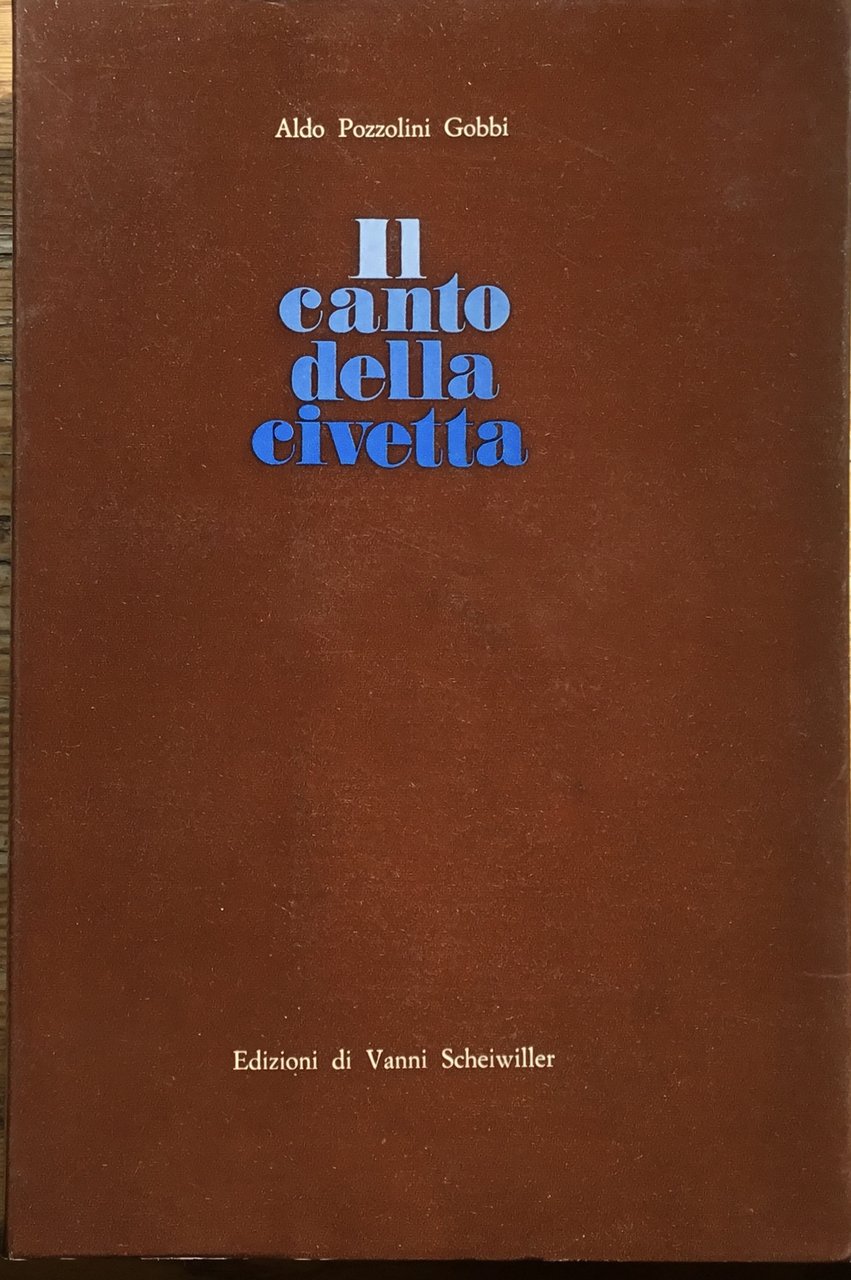 Aldo Pozzolini Gobbi
Il
canto
della
civetta
Edizioni di Vanni Scheiwiller